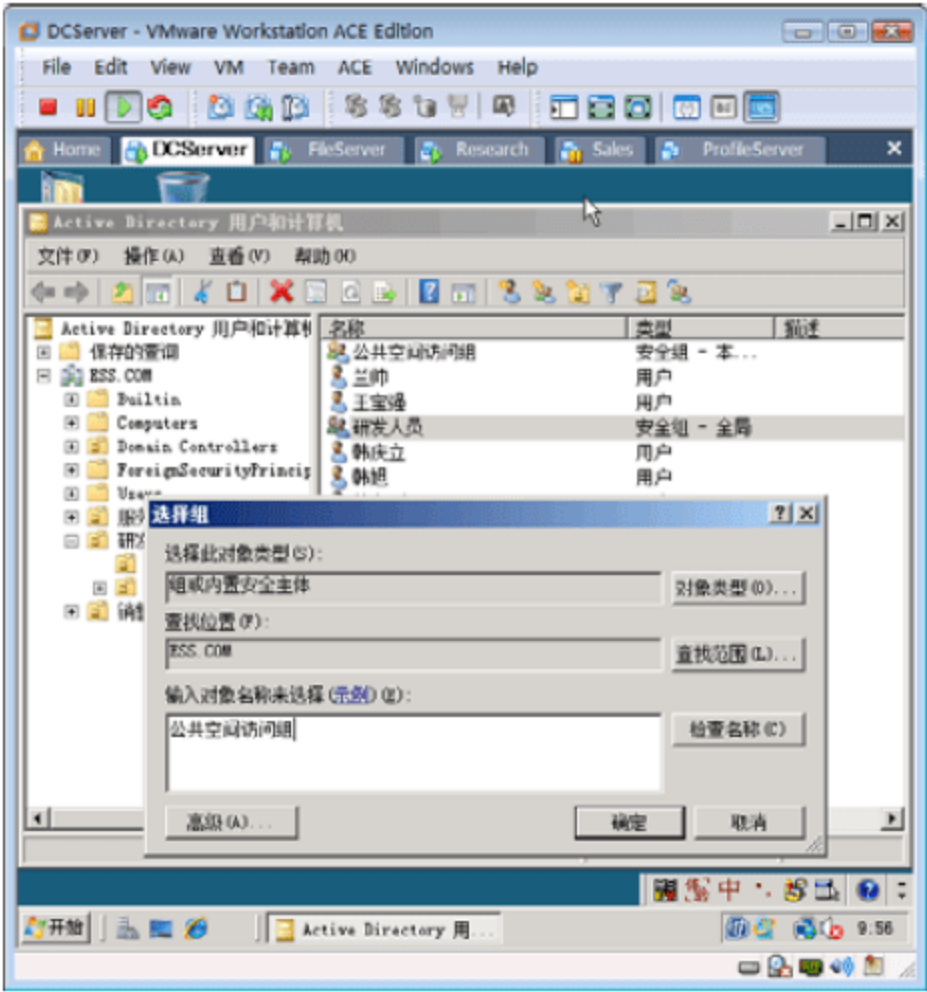 DCServer - VMware Workstation ACE Edition
File Edit View VM Team ACE Windows Help
Home DCServer FileServer Research Sales ProfileServer
Active Directory 用户和计算机
文件(F) 操作(A) 查看(V) 帮助(H)
Active Directory 用户和计算机 名称 类型 描述
保存的查询 公共空间访问组 安全组 - 本...
ESS.COM 兰帅 用户
Builtin 王宝强 用户
Computers 研发人员 安全组 - 全局
Domain Controllers 韩庆立 用户
ForeignSecurityPrincip 韩旭 用户
Users
服务
研发
销售
选择组
选择此对象类型(S):
组或内置安全主体 对象类型(O)...
查找位置(F):
ESS.COM 查找范围(L)...
输入对象名称来选择(示例)(E):
公共空间访问组 检查名称(C)
高级(A)... 确定 取消
中
开始 Active Directory 用... 9:56